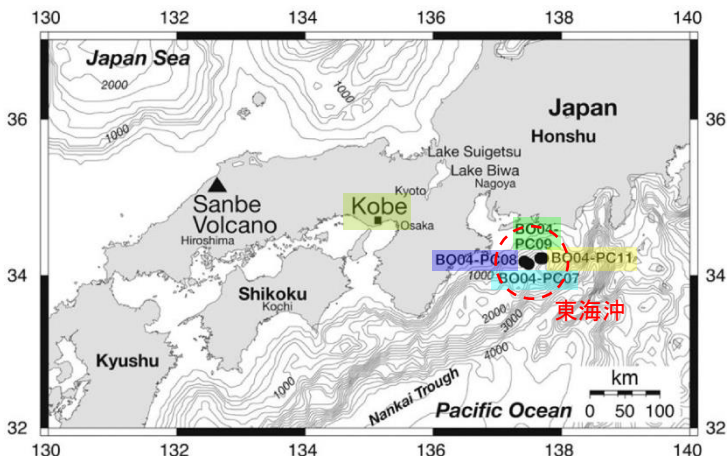 130
132
134
136
138
140
Japan Sea
2000
1000
1000
36
36
Japan
Honshu
Lake Suigetsu
Lake Biwa
Kyoto
Nagoya
Sanbe
Volcano
Hiroshima
Kobe
Osaka
BO04-
PC09
BO04-PC08
BO04-PC11
BO04-PC07
34
34
1000
東海沖
Shikoku
Kochi
2000
3000
4000
Kyushu
1000
km
0 50 100
Nankai Trough
Pacific Ocean
32
32
130
132
134
136
138
140